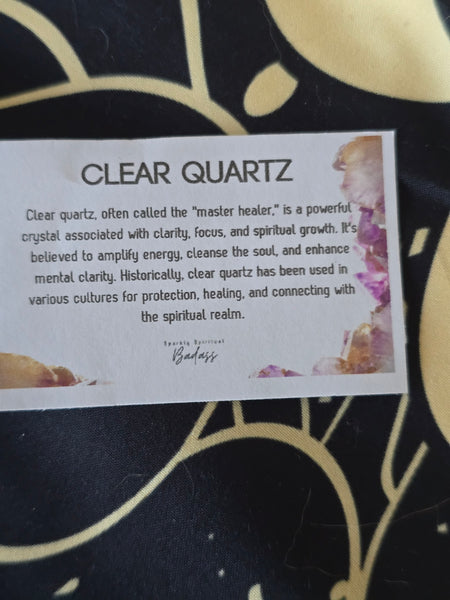 CLEAR QUARTZ
Clear quartz, often called the "master healer," is a powerful
crystal associated with clarity, focus, and spiritual growth. It's
believed to amplify energy, cleanse the soul, and enhance
mental clarity. Historically, clear quartz has been used in
various cultures for protection, healing, and connecting with
the spiritual realm.
Sparkly Spiritual
Badass